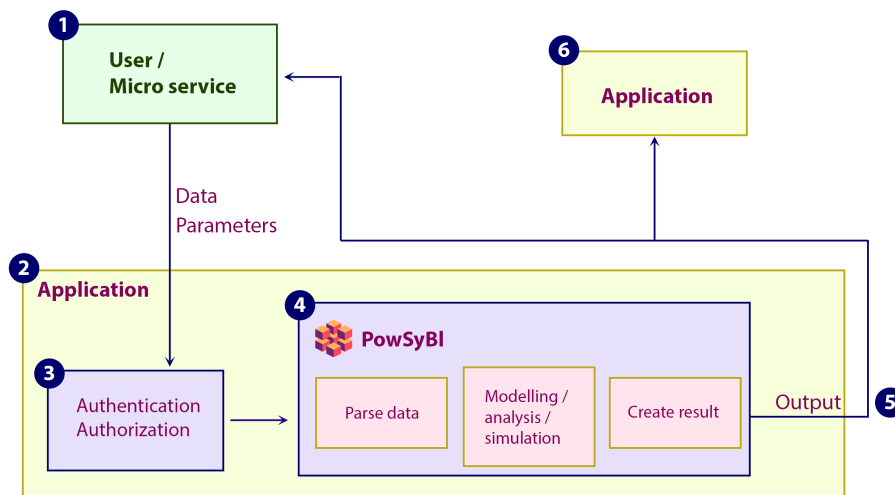 1
User /
Micro service
6
Application
Data
Parameters
2
Application
4
PowSyBl
3
Authentication
Authorization
Parse data
Modelling /
analysis /
simulation
Create result
Output
5